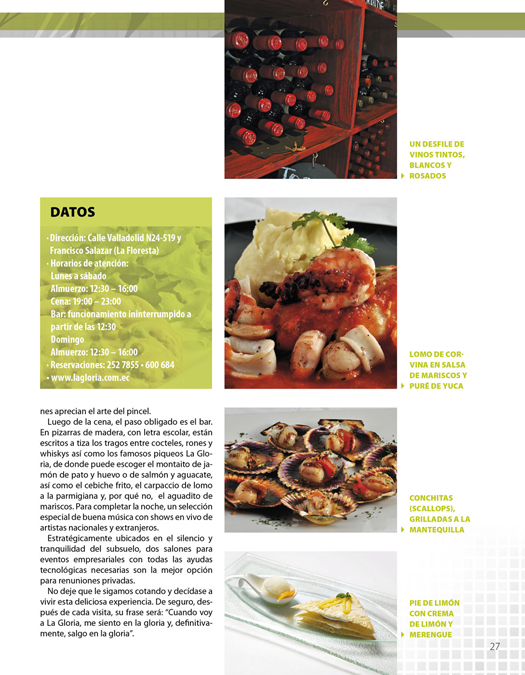 UN DESFILE DE
VINOS TINTOS,
BLANCOS Y
ROSADOS
DATOS
· Dirección: Calle Valladolid N24-519 y
Francisco Salazar (La Floresta)
· Horarios de atención:
Lunes a sábado
Almuerzo: 12:30 – 16:00
Cena: 19:00 – 23:00
Bar: funcionamiento ininterrumpido a
partir de las 12:30
Domingo
Almuerzo: 12:30 – 16:00
· Reservaciones: 252 7855 • 600 684
• www.lagloria.com.ec
LOMO DE COR-
VINA EN SALSA
DE MARISCOS Y
PURÉ DE YUCA
nes aprecian el arte del pincel.
Luego de la cena, el paso obligado es el bar.
En pizarras de madera, con letra escolar, están
escritos a tiza los tragos entre cocteles, rones y
whiskys así como los famosos piqueos La Glo-
ria, de donde puede escoger el montaito de ja-
món de pato y huevo o de salmón y aguacate,
así como el cebiche frito, el carpaccio de lomo
a la parmigiana y, por qué no, el aguadito de
mariscos. Para completar la noche, un selección
especial de buena música con shows en vivo de
artistas nacionales y extranjeros.
Estratégicamente ubicados en el silencio y
tranquilidad del subsuelo, dos salones para
eventos empresariales con todas las ayudas
tecnológicas necesarias son la mejor opción
para renuniones privadas.
No deje que le sigamos cotando y decídase a
vivir esta deliciosa experiencia. De seguro, des-
pués de cada visita, su frase será: "Cuando voy
a La Gloria, me siento en la gloria y, definitiva-
mente, salgo en la gloria".
CONCHITAS
(SCALLOPS),
GRILLADAS A LA
MANTEQUILLA
PIE DE LIMÓN
CON CREMA
DE LIMÓN Y
MERENGUE
27